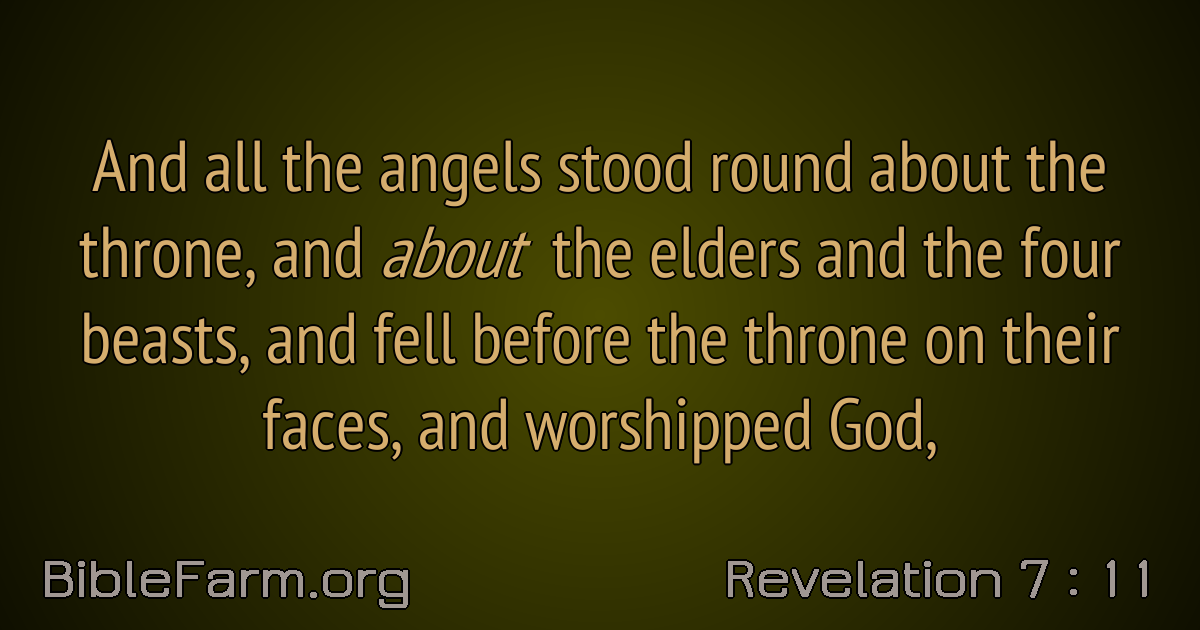 And all the angels stood round about the
throne, and about the elders and the four
beasts, and fell before the throne on their
faces, and worshipped God,
BibleFarm.org
Revelation 7 : 11